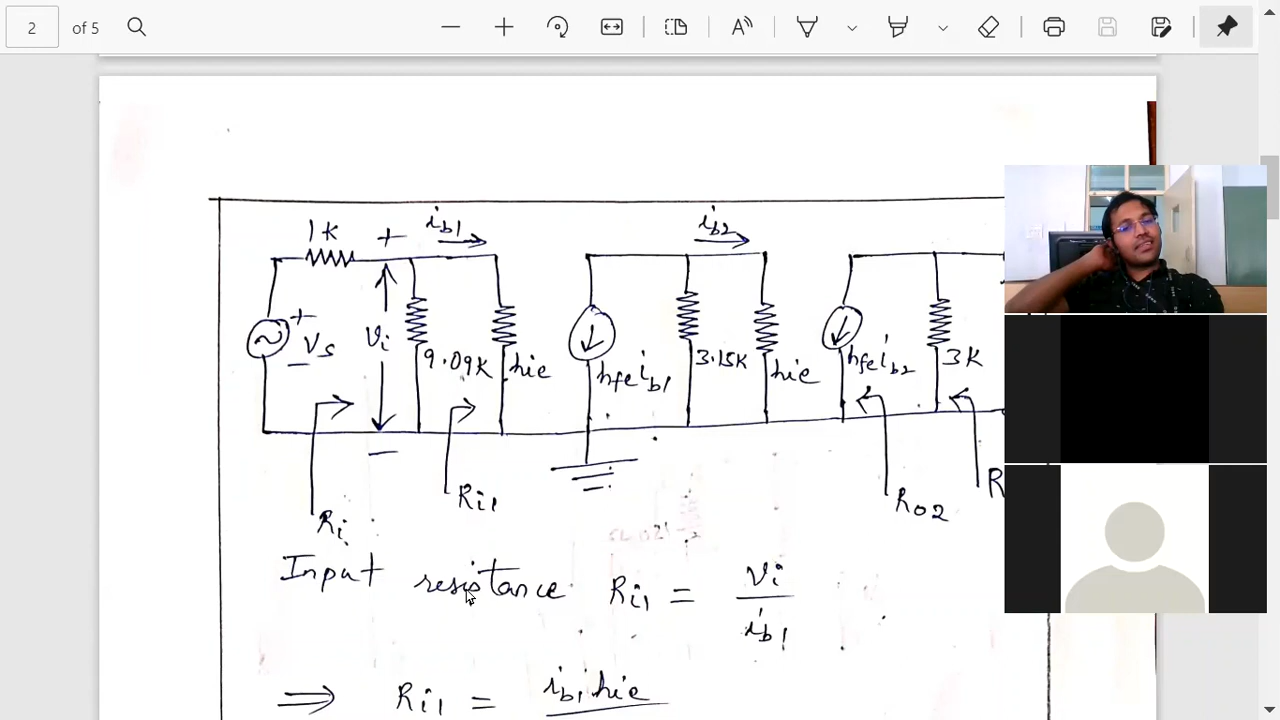 2 of 5
1K + ib1 ib2
+ Vs - Vi 9.09K hie hfe ib1 3.15K hie hfe ib2 3K
-
Ri Ri1 Ro2 R
Input resistance Ri1 = Vi / ib1
⇒ Ri1 = ib1 hie